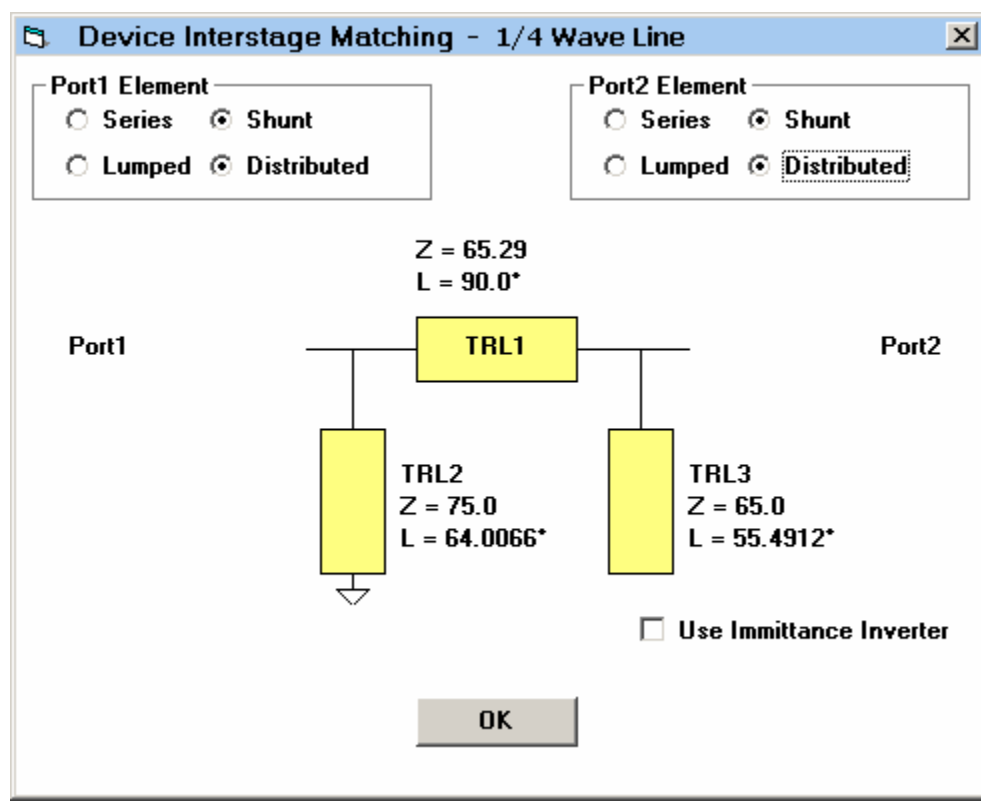 Device Interstage Matching - 1/4 Wave Line
Port1 Element
Series Shunt
Lumped Distributed
Port2 Element
Series Shunt
Lumped Distributed
Z = 65.29
L = 90.0°
Port1
TRL1
Port2
TRL2
Z = 75.0
L = 64.0066°
TRL3
Z = 65.0
L = 55.4912°
Use Immittance Inverter
OK